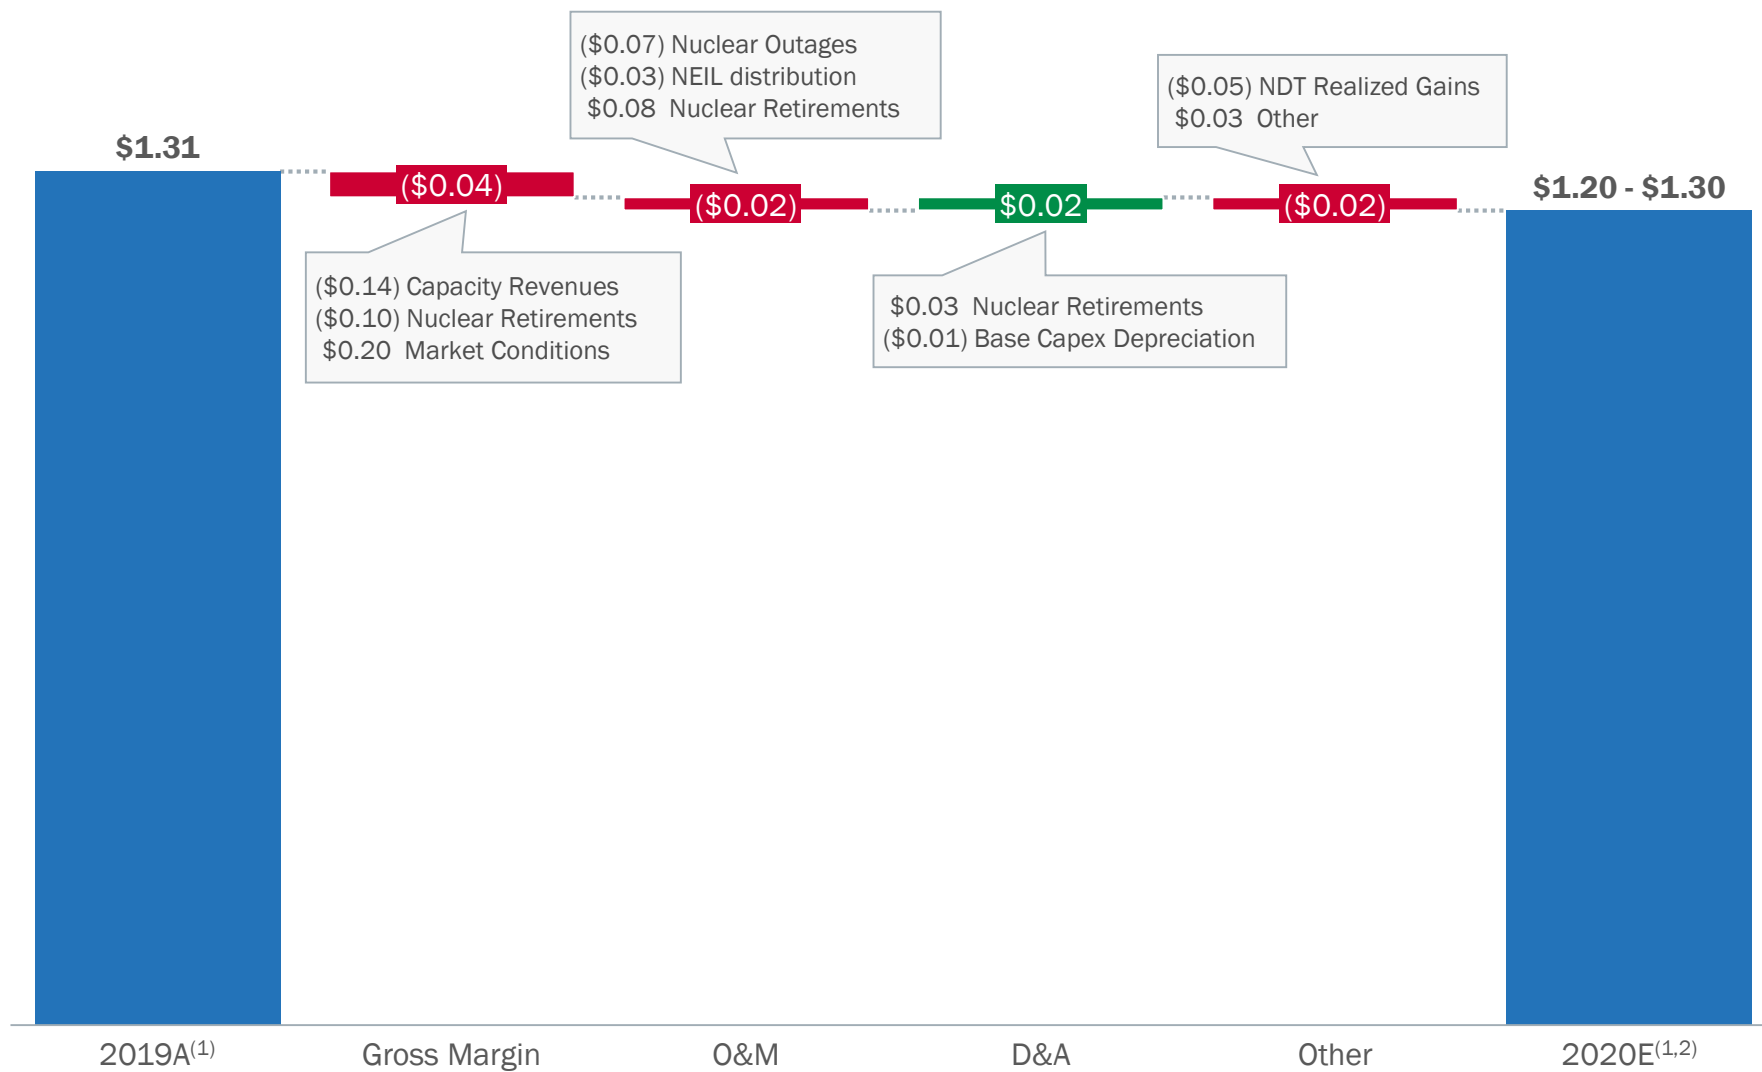 ($0.07) Nuclear Outages
($0.03) NEIL distribution
$0.08 Nuclear Retirements
($0.05) NDT Realized Gains
$0.03 Other
$1.31
($0.04)
($0.02)
$0.02
($0.02)
$1.20 - $1.30
($0.14) Capacity Revenues
($0.10) Nuclear Retirements
$0.20 Market Conditions
$0.03 Nuclear Retirements
($0.01) Base Capex Depreciation
2019A(1)
Gross Margin
O&M
D&A
Other
2020E(1,2)